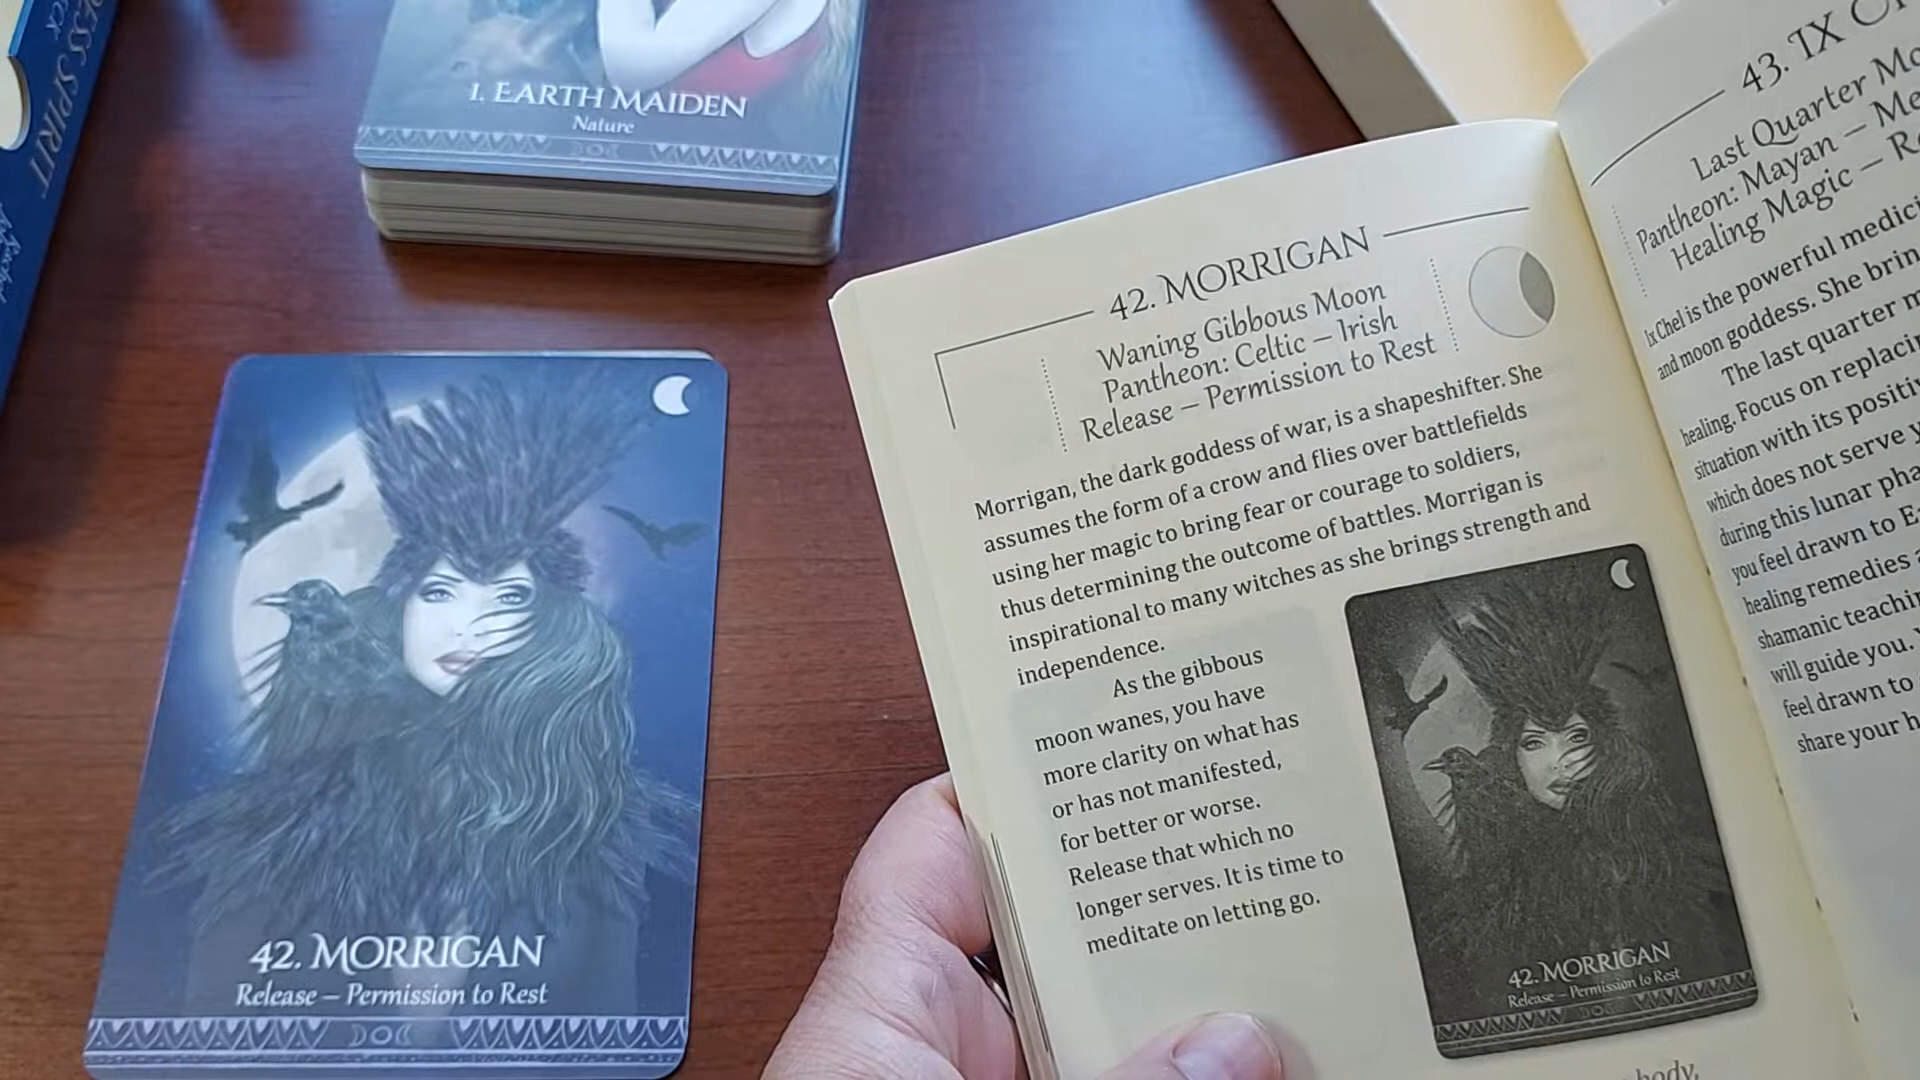 ESS SPIRIT
1. EARTH MAIDEN
Nature
42. MORRIGAN
Release – Permission to Rest
42. MORRIGAN
Waning Gibbous Moon
Pantheon: Celtic – Irish
Release – Permission to Rest
Morrigan, the dark goddess of war, is a shapeshifter. She
assumes the form of a crow and flies over battlefields
using her magic to bring fear or courage to soldiers,
thus determining the outcome of battles. Morrigan is
inspirational to many witches as she brings strength and
independence.
As the gibbous
moon wanes, you have
more clarity on what has
or has not manifested,
for better or worse.
Release that which no
longer serves. It is time to
meditate on letting go.
42. MORRIGAN
Release – Permission to Rest
body,
43. IX
Last Quarter
Pantheon: Mayan –
Healing Magic –
Ix Chel is the powerful
and moon goddess. She
The last quarter
healing. Focus on
situation with its
which does not serve
during this lunar
you feel drawn to
healing remedies
shamanic
will guide you.
feel drawn to
share your